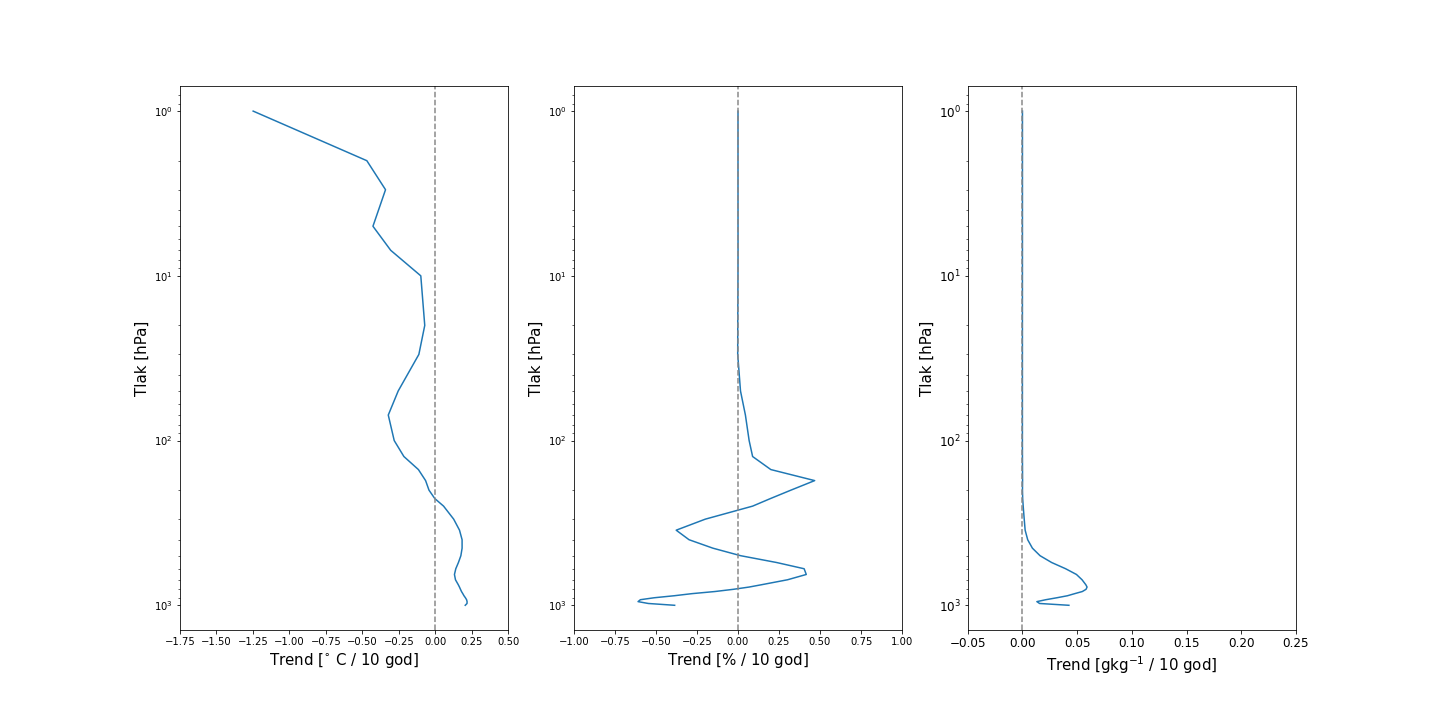 10⁰
10¹
10²
10³
Tlak [hPa]
−1.75 −1.50 −1.25 −1.00 −0.75 −0.50 −0.25 0.00 0.25 0.50
Trend [° C / 10 god]
10⁰
10¹
10²
10³
Tlak [hPa]
−1.00 −0.75 −0.50 −0.25 0.00 0.25 0.50 0.75 1.00
Trend [% / 10 god]
10⁰
10¹
10²
10³
Tlak [hPa]
−0.05 0.00 0.05 0.10 0.15 0.20 0.25
Trend [gkg⁻¹ / 10 god]